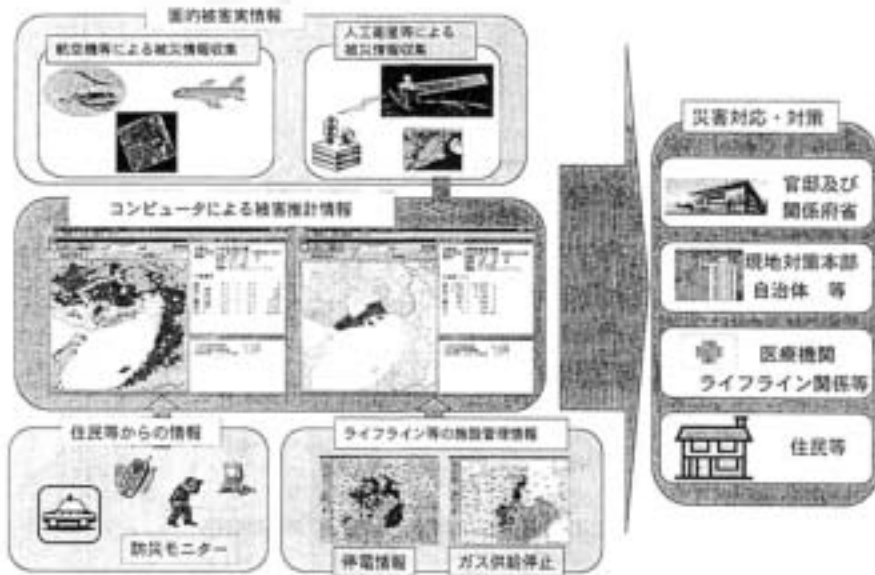 面的被害実情報
航空機等による被災情報収集
人工衛星等による
被災情報収集
コンピュータによる被害推計情報
住民等からの情報
防災モニター
ライフライン等の施設管理情報
停電情報
ガス供給停止
災害対応・対策
官邸及び
関係府省
現地対策本部
自治体 等
医療機関
ライフライン関係等
住民等